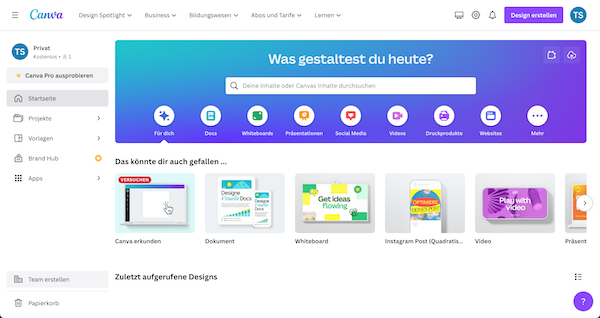 Canva
Design Spotlight
Business
Bildungswesen
Abos und Tarife
Lernen
Design erstellen
TS
TS
Privat
Kostenlos • 1
Canva Pro ausprobieren
Startseite
Projekte
Vorlagen
Brand Hub
Apps
Team erstellen
Papierkorb
Was gestaltest du heute?
Deine Inhalte oder Canvas Inhalte durchsuchen
Für dich
Docs
Whiteboards
Präsentationen
Social Media
Videos
Druckprodukte
Websites
Mehr
Das könnte dir auch gefallen ...
VERSUCHEN
Designe
Flowwr Docs
Designe
Docs
Get ideas
flowing
Play with
video
Canva erkunden
Dokument
Whiteboard
Instagram Post (Quadratis...
Video
Präsent
Zuletzt aufgerufene Designs
?